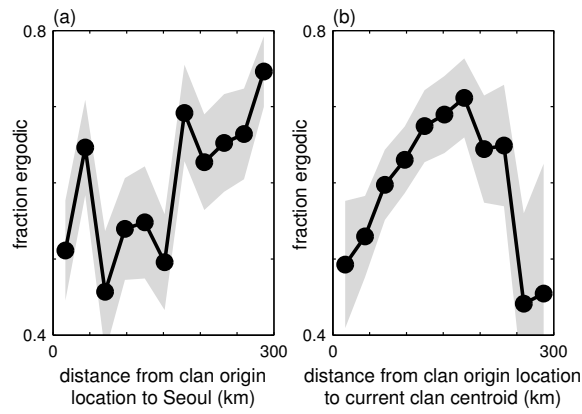 (a)
0.8
fraction ergodic
0.4
0
300
distance from clan origin
location to Seoul (km)
(b)
0.8
fraction ergodic
0.4
0
300
distance from clan origin location
to current clan centroid (km)